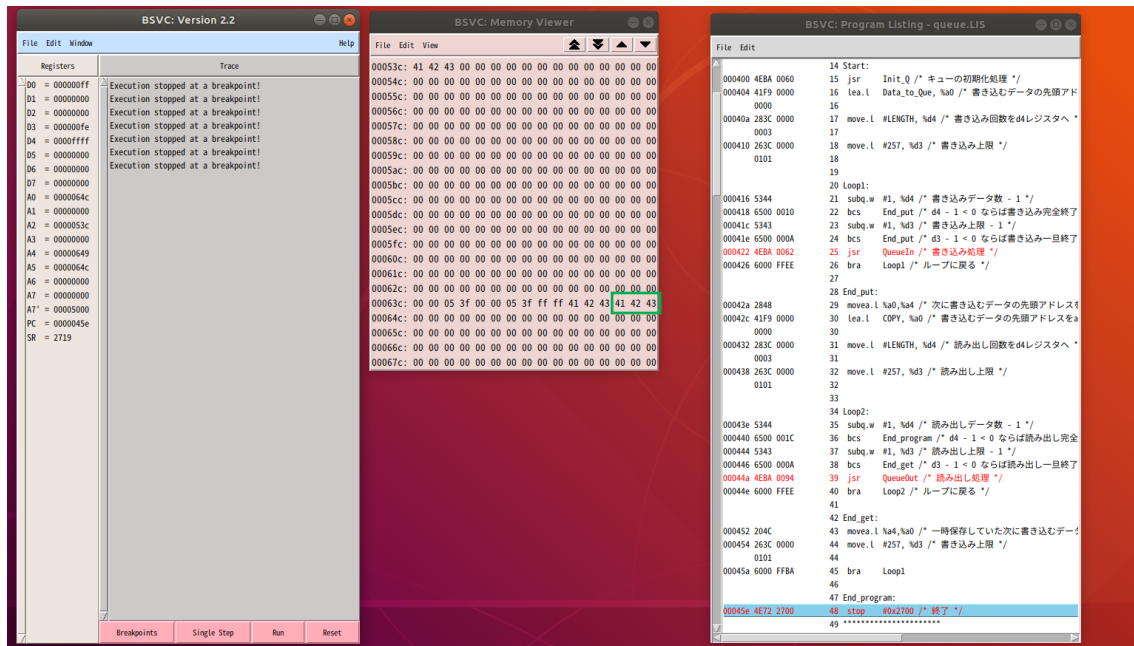 BSVC: Version 2.2
File Edit Window Help
Registers
Trace
D0 = 000000ff
D1 = 00000000
D2 = 00000000
D3 = 000000fe
D4 = 0000ffff
D5 = 00000000
D6 = 00000000
D7 = 00000000
A0 = 0000064c
A1 = 00000000
A2 = 0000053c
A3 = 00000000
A4 = 00000649
A5 = 0000064c
A6 = 00000000
A7 = 00000000
A7' = 00005000
PC = 0000045e
SR = 2719
Execution stopped at a breakpoint!
Execution stopped at a breakpoint!
Execution stopped at a breakpoint!
Execution stopped at a breakpoint!
Execution stopped at a breakpoint!
Execution stopped at a breakpoint!
Execution stopped at a breakpoint!
Breakpoints Single Step Run Reset
BSVC: Memory Viewer
File Edit View
00053c: 41 42 43 00 00 00 00 00 00 00 00 00 00 00 00 00
00054c: 00 00 00 00 00 00 00 00 00 00 00 00 00 00 00 00
00055c: 00 00 00 00 00 00 00 00 00 00 00 00 00 00 00 00
00056c: 00 00 00 00 00 00 00 00 00 00 00 00 00 00 00 00
00057c: 00 00 00 00 00 00 00 00 00 00 00 00 00 00 00 00
00058c: 00 00 00 00 00 00 00 00 00 00 00 00 00 00 00 00
00059c: 00 00 00 00 00 00 00 00 00 00 00 00 00 00 00 00
0005ac: 00 00 00 00 00 00 00 00 00 00 00 00 00 00 00 00
0005bc: 00 00 00 00 00 00 00 00 00 00 00 00 00 00 00 00
0005cc: 00 00 00 00 00 00 00 00 00 00 00 00 00 00 00 00
0005dc: 00 00 00 00 00 00 00 00 00 00 00 00 00 00 00 00
0005ec: 00 00 00 00 00 00 00 00 00 00 00 00 00 00 00 00
0005fc: 00 00 00 00 00 00 00 00 00 00 00 00 00 00 00 00
00060c: 00 00 00 00 00 00 00 00 00 00 00 00 00 00 00 00
00061c: 00 00 00 00 00 00 00 00 00 00 00 00 00 00 00 00
00062c: 00 00 00 00 00 00 00 00 00 00 00 00 00 00 00 00
00063c: 00 00 05 3f 00 00 05 3f ff ff 41 42 43 41 42 43
00064c: 00 00 00 00 00 00 00 00 00 00 00 00 00 00 00 00
00065c: 00 00 00 00 00 00 00 00 00 00 00 00 00 00 00 00
00066c: 00 00 00 00 00 00 00 00 00 00 00 00 00 00 00 00
00067c: 00 00 00 00 00 00 00 00 00 00 00 00 00 00 00 00
BSVC: Program Listing - queue.LIS
File Edit
14 Start:
000400 4EBA 0060 15 jsr Init_Q /* キューの初期化処理 */
000404 41F9 0000 16 lea.l Data_to_Que, %a0 /* 書き込むデータの先頭アド
0000 16
00040a 283C 0000 17 move.l #LENGTH, %d4 /* 書き込み回数をd4レジスタへ *
0003 17
000410 263C 0000 18 move.l #257, %d3 /* 書き込み上限 */
0101 18
19
20 Loop1:
000416 5344 21 subq.w #1, %d4 /* 書き込みデータ数 - 1 */
000418 6500 0010 22 bcs End_put /* d4 - 1 < 0 ならば書き込み完全終了
00041c 5343 23 subq.w #1, %d3 /* 書き込み上限 - 1 */
00041e 6500 000A 24 bcs End_put /* d3 - 1 < 0 ならば書き込み一旦終了
000422 4EBA 0062 25 jsr QueueIn /* 書き込み処理 */
000426 6000 FFEE 26 bra Loop1 /* ループに戻る */
27
28 End_put:
00042a 2848 29 movea.l %a0,%a4 /* 次に書き込むデータの先頭アドレスを
00042c 41F9 0000 30 lea.l COPY, %a0 /* 書き込むデータの先頭アドレスをa
0000 30
000432 283C 0000 31 move.l #LENGTH, %d4 /* 読み出し回数をd4レジスタへ *
0003 31
000438 263C 0000 32 move.l #257, %d3 /* 読み出し上限 */
0101 32
33
34 Loop2:
00043e 5344 35 subq.w #1, %d4 /* 読み出しデータ数 - 1 */
000440 6500 001C 36 bcs End_program /* d4 - 1 < 0 ならば読み出し完全
000444 5343 37 subq.w #1, %d3 /* 読み出し上限 - 1 */
000446 6500 000A 38 bcs End_get /* d3 - 1 < 0 ならば読み出し一旦終了
00044a 4EBA 0094 39 jsr QueueOut /* 読み出し処理 */
00044e 6000 FFEE 40 bra Loop2 /* ループに戻る */
41
42 End_get:
000452 204C 43 movea.l %a4,%a0 /* 一時保存していた次に書き込むデー
000454 263C 0000 44 move.l #257, %d3 /* 書き込み上限 */
0101 44
00045a 6000 FFBA 45 bra Loop1
46
47 End_program:
00045e 4E72 2700 48 stop #0x2700 /* 終了 */
49 **********************